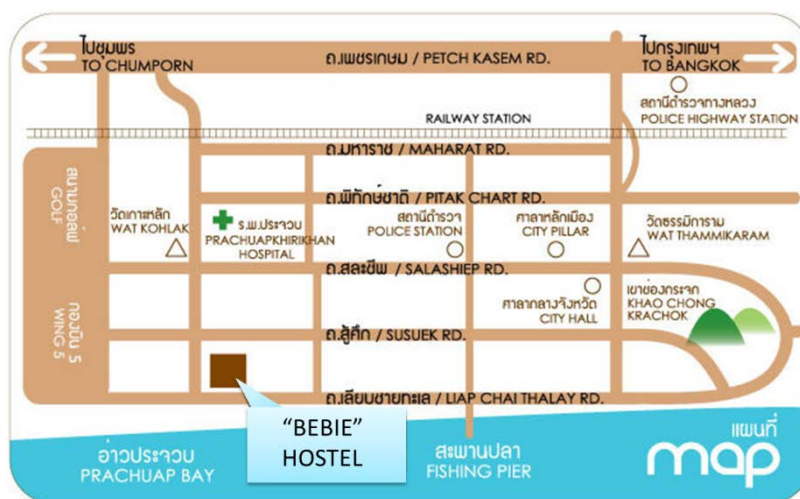 ไปชุมพร
TO CHUMPORN
ถ.เพชรเกษม / PETCH KASEM RD.
ไปกรุงเทพฯ
TO BANGKOK
สถานีตำรวจทางหลวง
POLICE HIGHWAY STATION
RAILWAY STATION
ถ.มหาราช / MAHARAT RD.
ถ.พิทักษ์ชาติ / PITAK CHART RD.
สนามกอล์ฟ
GOLF
วัดเกาะหลัก
WAT KOHLAK
ร.พ.ประจวบ
PRACHUAPKHIRIKHAN
HOSPITAL
สถานีตำรวจ
POLICE STATION
ศาลาหลักเมือง
CITY PILLAR
วัดธรรมิการาม
WAT THAMMIKARAM
ถ.สละชีพ / SALASHIEP RD.
ศาลากลางจังหวัด
CITY HALL
เขาช่องกระจก
KHAO CHONG
KRACHOK
กองบิน 5
WING 5
ถ.สู้ศึก / SUSUEK RD.
ถ.เลียบชายทะเล / LIAP CHAI THALAY RD.
"BEBIE"
HOSTEL
อ่าวประจวบ
PRACHUAP BAY
สะพานปลา
FISHING PIER
แผนที่
map